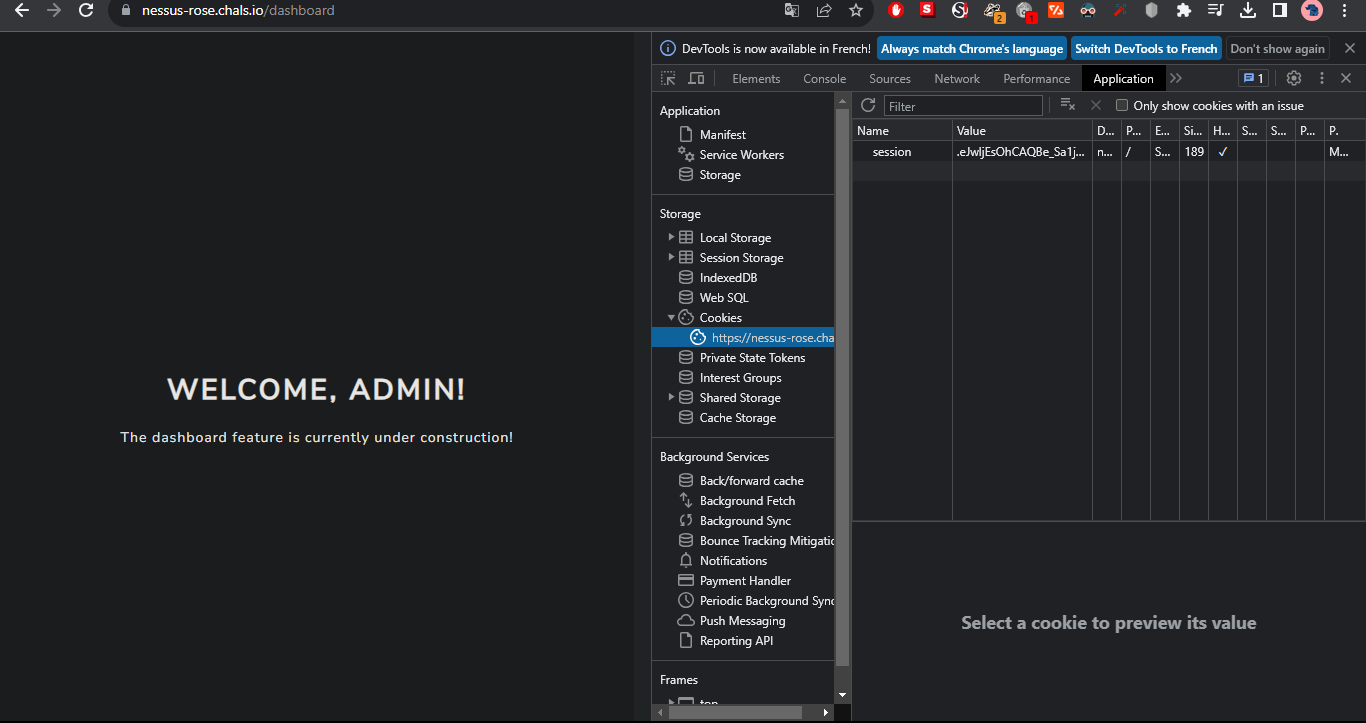 nessus-rose.chals.io/dashboard
2
1
DevTools is now available in French!
Always match Chrome's language
Switch DevTools to French
Don't show again
Elements
Console
Sources
Network
Performance
Application
1
WELCOME, ADMIN!
The dashboard feature is currently under construction!
Application
Manifest
Service Workers
Storage
Storage
Local Storage
Session Storage
IndexedDB
Web SQL
Cookies
https://nessus-rose.cha
Private State Tokens
Interest Groups
Shared Storage
Cache Storage
Background Services
Back/forward cache
Background Fetch
Background Sync
Bounce Tracking Mitigatio
Notifications
Payment Handler
Periodic Background Sync
Push Messaging
Reporting API
Frames
top
Filter
Only show cookies with an issue
Name Value D... P... E... Si... H... S... S... P... P.
session .eJwljEsOhCAQBe_Sa1j... n... / S... 189 ✓ M...
Select a cookie to preview its value